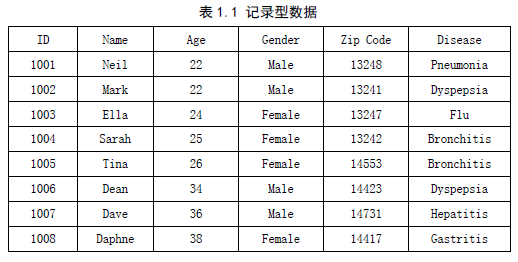 表 1.1 记录型数据
ID Name Age Gender Zip Code Disease
1001 Neil 22 Male 13248 Pneumonia
1002 Mark 22 Male 13241 Dyspepsia
1003 Ella 24 Female 13247 Flu
1004 Sarah 25 Female 13242 Bronchitis
1005 Tina 26 Female 14553 Bronchitis
1006 Dean 34 Male 14423 Dyspepsia
1007 Dave 36 Male 14731 Hepatitis
1008 Daphne 38 Female 14417 Gastritis